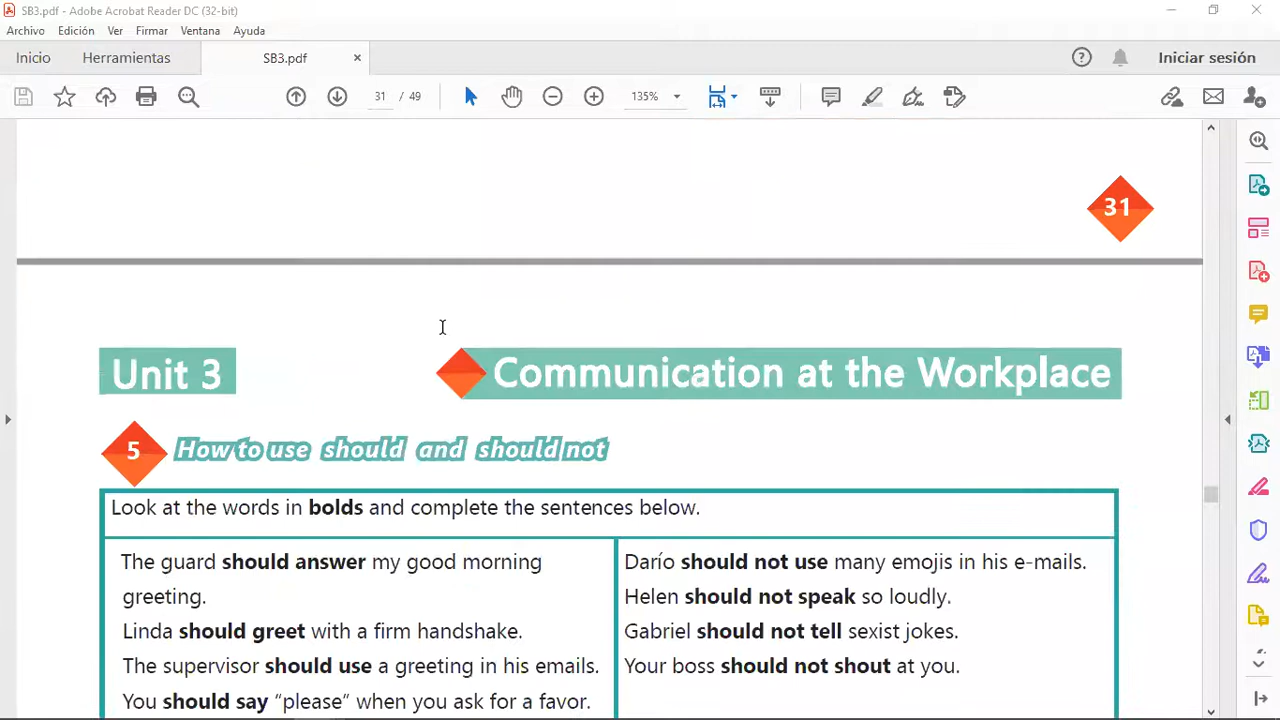 SB3.pdf - Adobe Acrobat Reader DC (32-bit)
Archivo Edición Ver Firmar Ventana Ayuda
Inicio Herramientas SB3.pdf Iniciar sesión
31 / 49 135%
31
Unit 3 Communication at the Workplace
5 How to use should and should not
Look at the words in bolds and complete the sentences below.
The guard should answer my good morning
greeting.
Linda should greet with a firm handshake.
The supervisor should use a greeting in his emails.
You should say “please” when you ask for a favor.
Darío should not use many emojis in his e-mails.
Helen should not speak so loudly.
Gabriel should not tell sexist jokes.
Your boss should not shout at you.